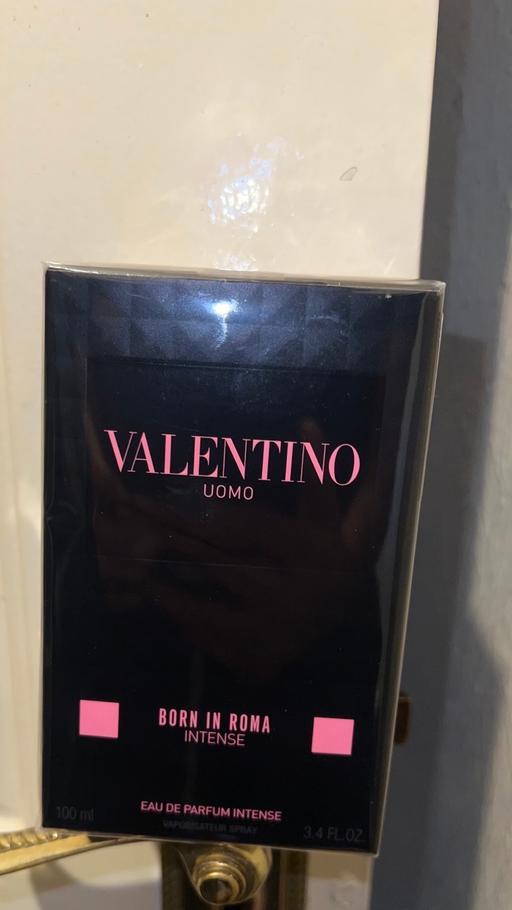 VALENTINO
UOMO
BORN IN ROMA
INTENSE
EAU DE PARFUM INTENSE
VAPORISATEUR SPRAY
100 ml
3.4 FL.OZ.